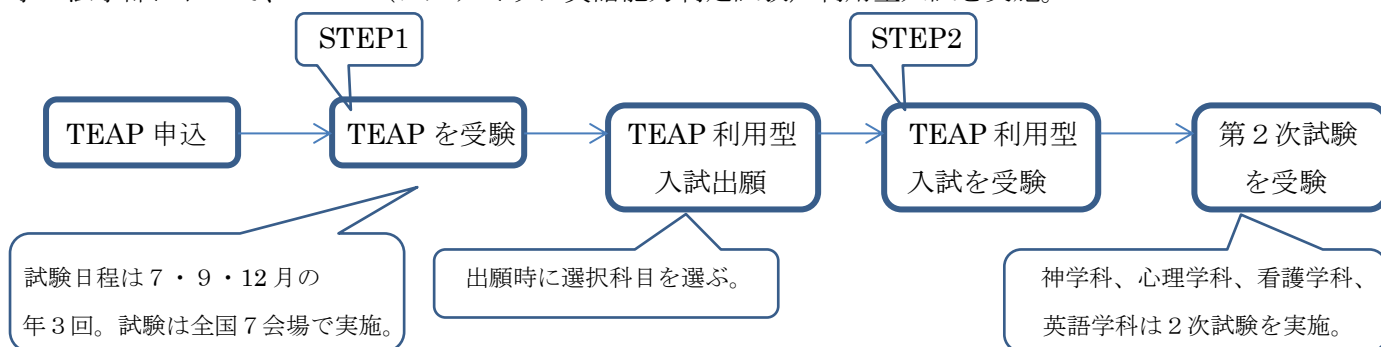 STEP1
STEP2
TEAP 申込
TEAP を受験
TEAP 利用型
入試出願
TEAP 利用型
入試を受験
第２次試験
を受験
試験日程は７・９・12 月の
年３回。試験は全国７会場で実施。
出願時に選択科目を選ぶ。
神学科、心理学科、看護学科、
英語学科は２次試験を実施。